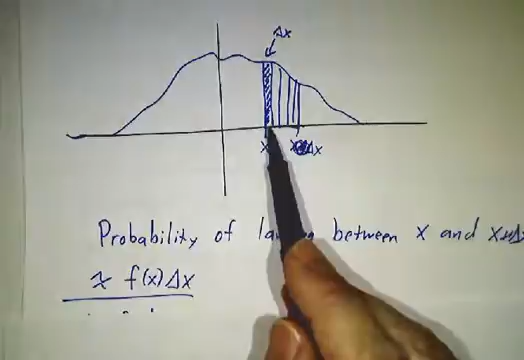 Δx
x
Δx
Probability of between x and x+Δ
≈ f(x)Δx